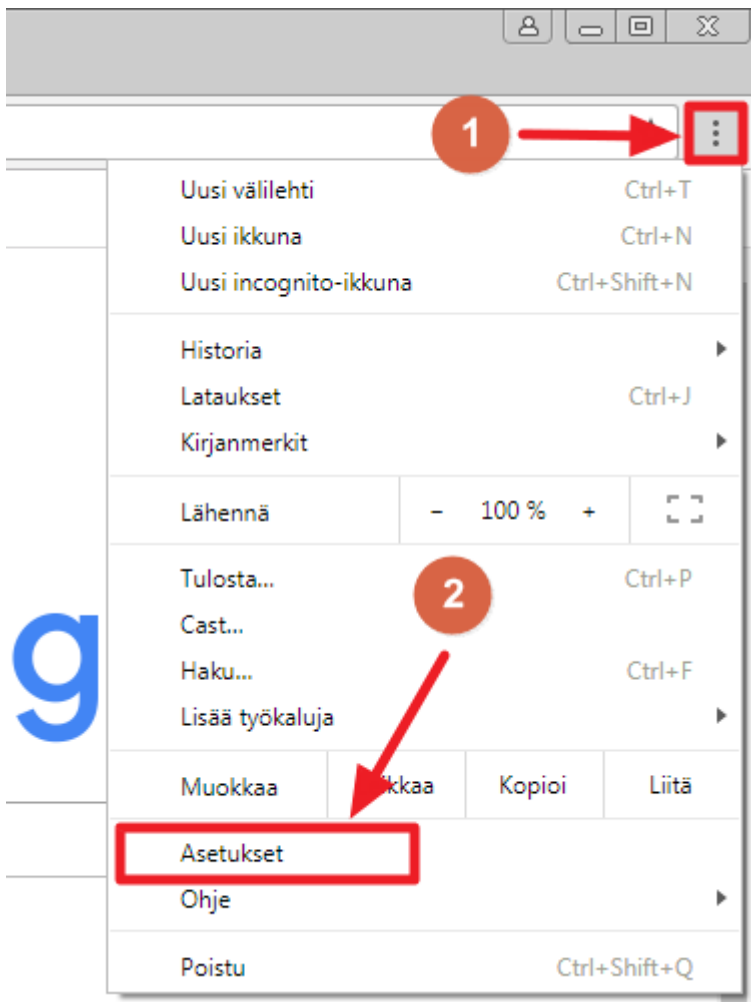 1
Uusi välilehti Ctrl+T
Uusi ikkuna Ctrl+N
Uusi incognito-ikkuna Ctrl+Shift+N
Historia
Lataukset Ctrl+J
Kirjanmerkit
Lähennä - 100 % +
Tulosta... Ctrl+P
2
Cast...
Haku... Ctrl+F
g
Lisää työkaluja
Muokkaa kkaa Kopioi Liitä
Asetukset
Ohje
Poistu Ctrl+Shift+Q